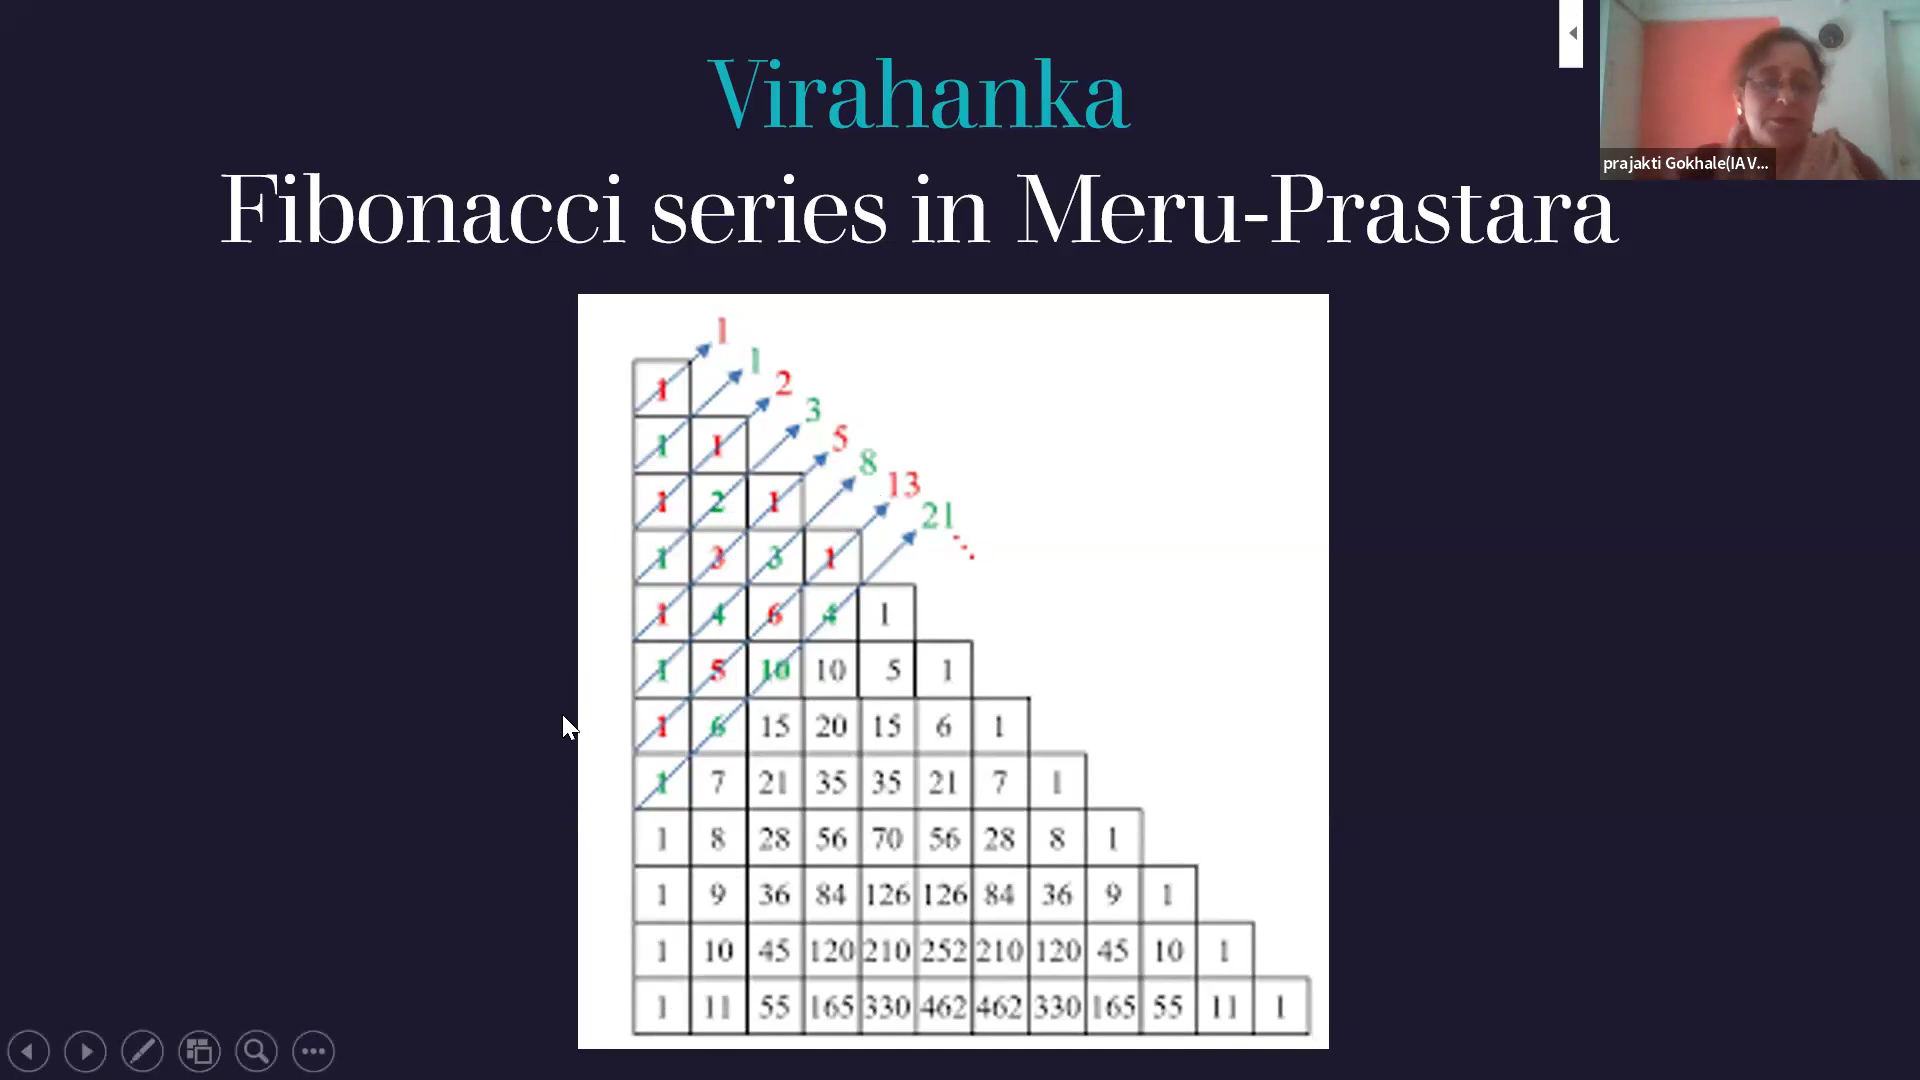 Virahanka
prajakti Gokhale(IAV...
Fibonacci series in Meru-Prastara
1
1
2
3
5
8
13
21
1
1 1
1 2 1
1 3 3 1
1 4 6 4 1
1 5 10 10 5 1
1 6 15 20 15 6 1
1 7 21 35 35 21 7 1
1 8 28 56 70 56 28 8 1
1 9 36 84 126 126 84 36 9 1
1 10 45 120 210 252 210 120 45 10 1
1 11 55 165 330 462 462 330 165 55 11 1